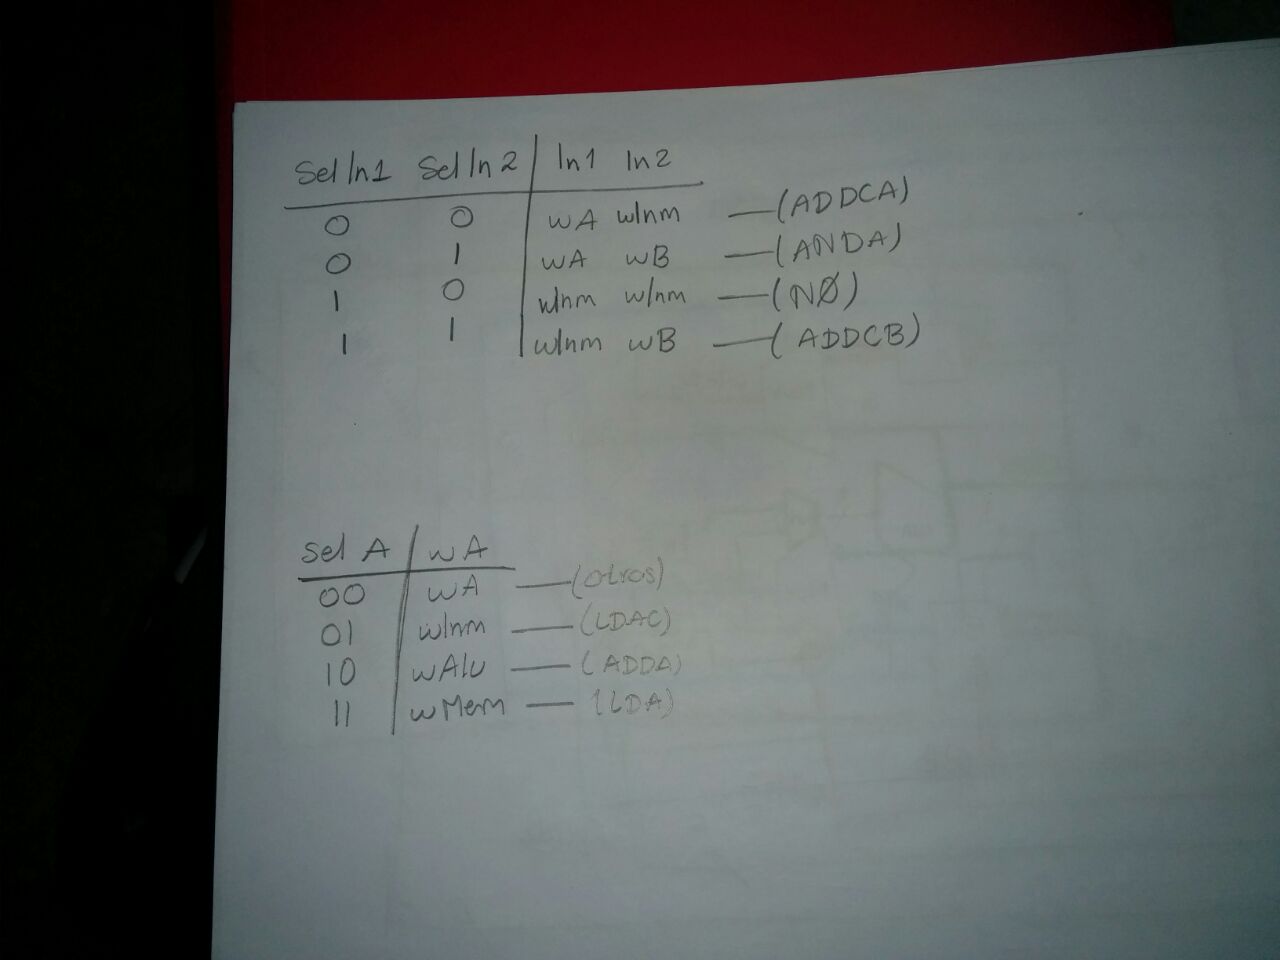 Sel In1 Sel In2 In1 In2
0 0 wA wInm —(ADDCA)
0 1 wA wB —(ANDA)
1 0 wInm wInm —(NØ)
1 1 wInm wB —(ADDCB)
sel A wA
00 wA —(otros)
01 wInm —(LDAC)
10 wAlu —(ADDA)
11 wMem —(LDA)